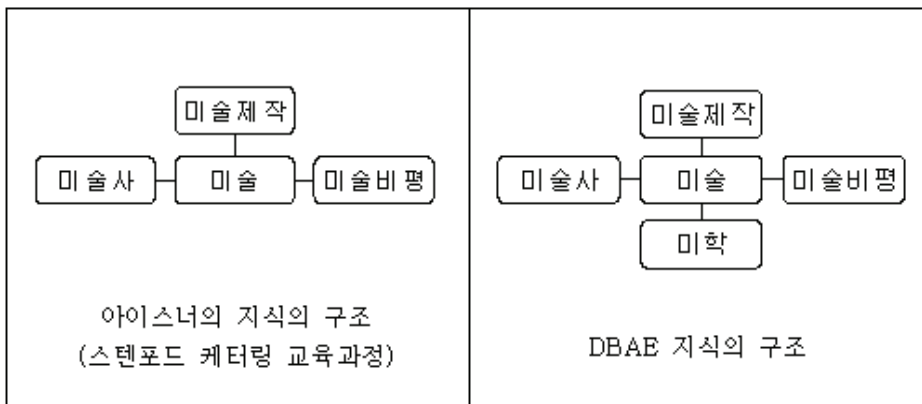 미술제작
미술사 미술 미술비평
아이스너의 지식의 구조
(스텐포드 케터링 교육과정)
미술제작
미술사 미술 미술비평
미학
DBAE 지식의 구조